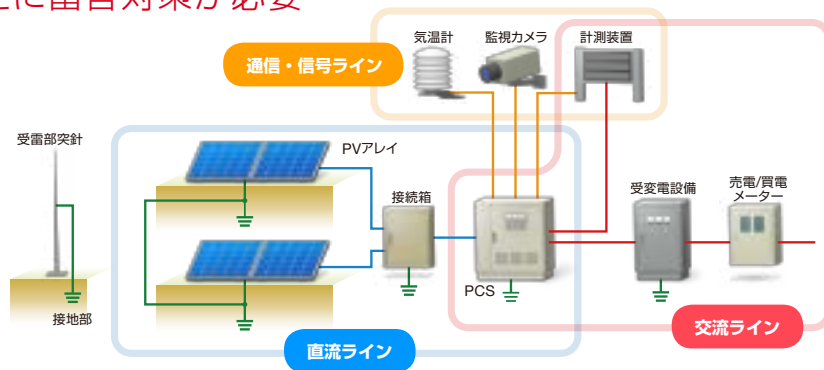 に雷害対策が必要
気温計
監視カメラ
計測装置
通信・信号ライン
受雷部突針
PVアレイ
接続箱
受変電設備
売電/買電
メーター
PCS
接地部
直流ライン
交流ライン